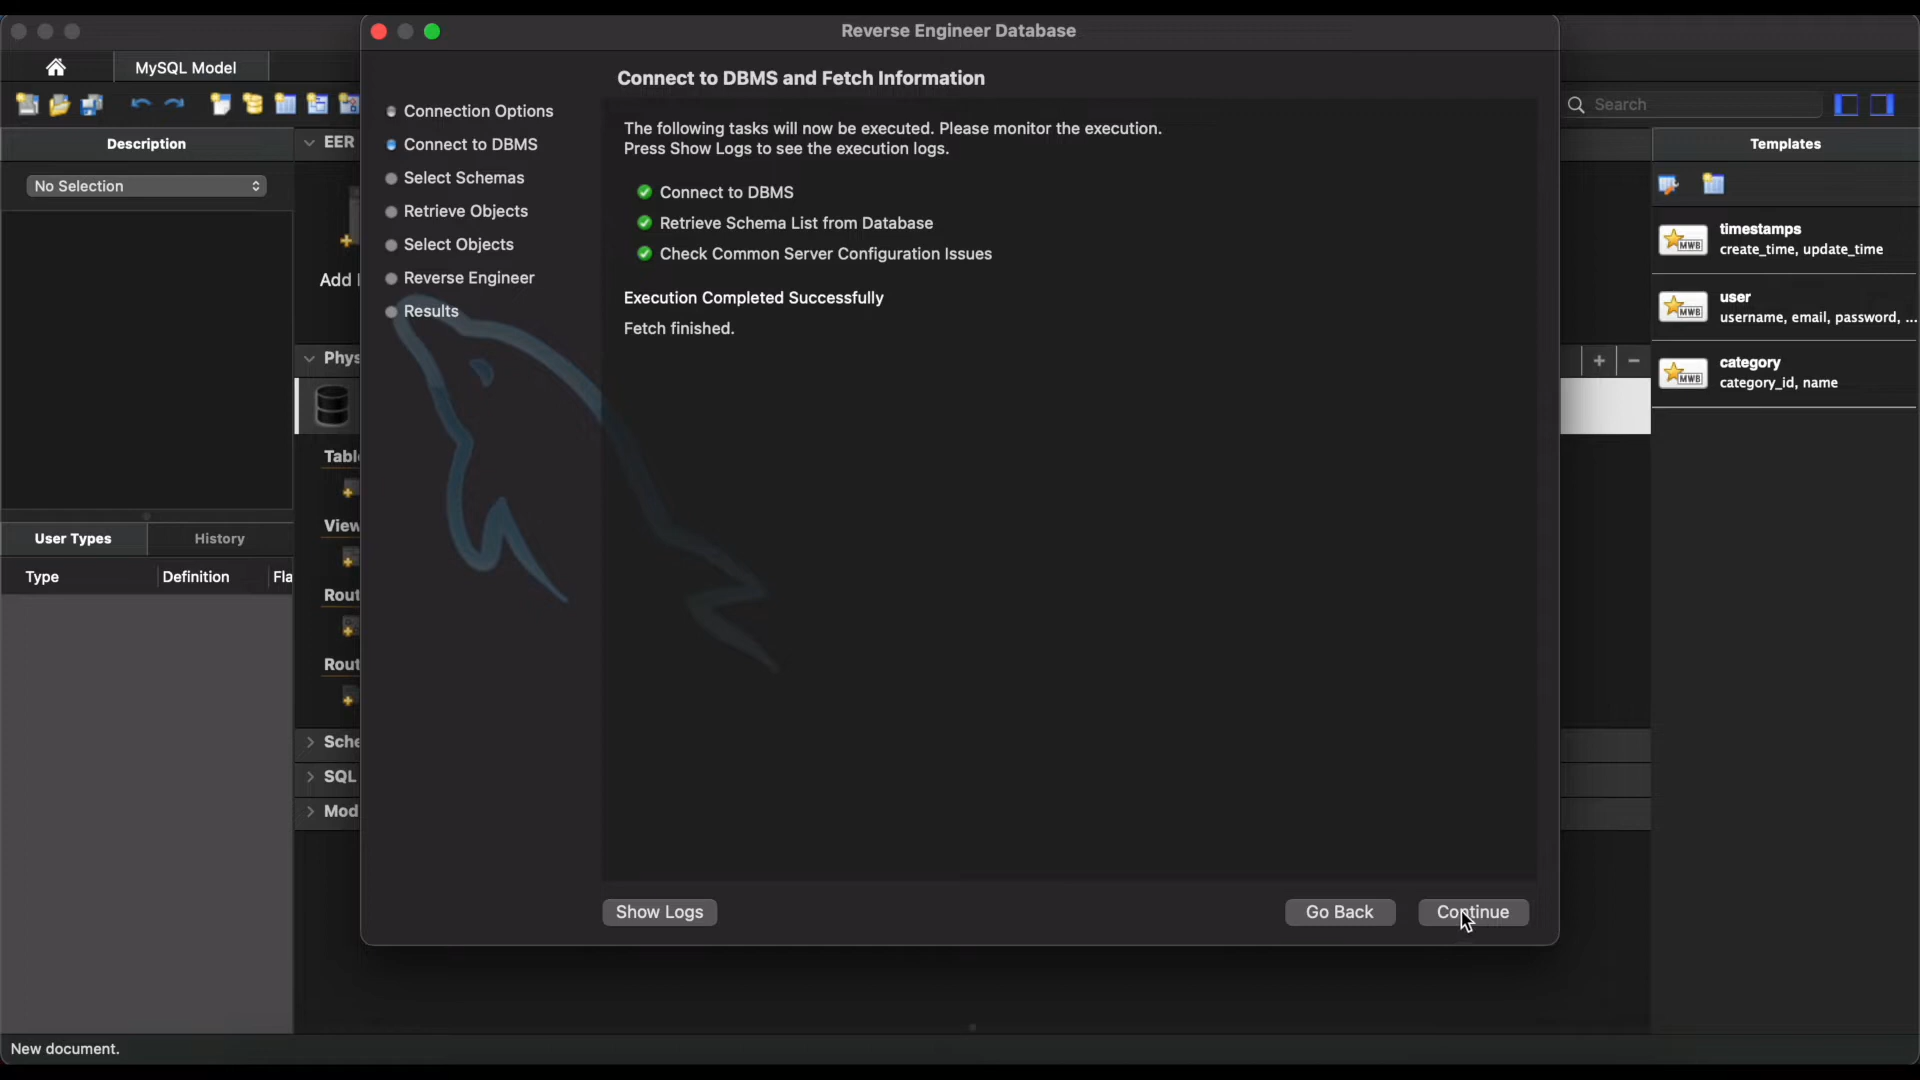 Reverse Engineer Database
MySQL Model
Search
Description
No Selection
User Types
History
Type
Definition
Fla
EER
Add
Phys
Tabl
View
Rout
Rout
Sche
SQL
Mod
Connection Options
Connect to DBMS
Select Schemas
Retrieve Objects
Select Objects
Reverse Engineer
Results
Connect to DBMS and Fetch Information
The following tasks will now be executed. Please monitor the execution.
Press Show Logs to see the execution logs.
Connect to DBMS
Retrieve Schema List from Database
Check Common Server Configuration Issues
Execution Completed Successfully
Fetch finished.
Show Logs
Go Back
Continue
Templates
MWB
timestamps
create_time, update_time
MWB
user
username, email, password, ...
MWB
category
category_id, name
New document.